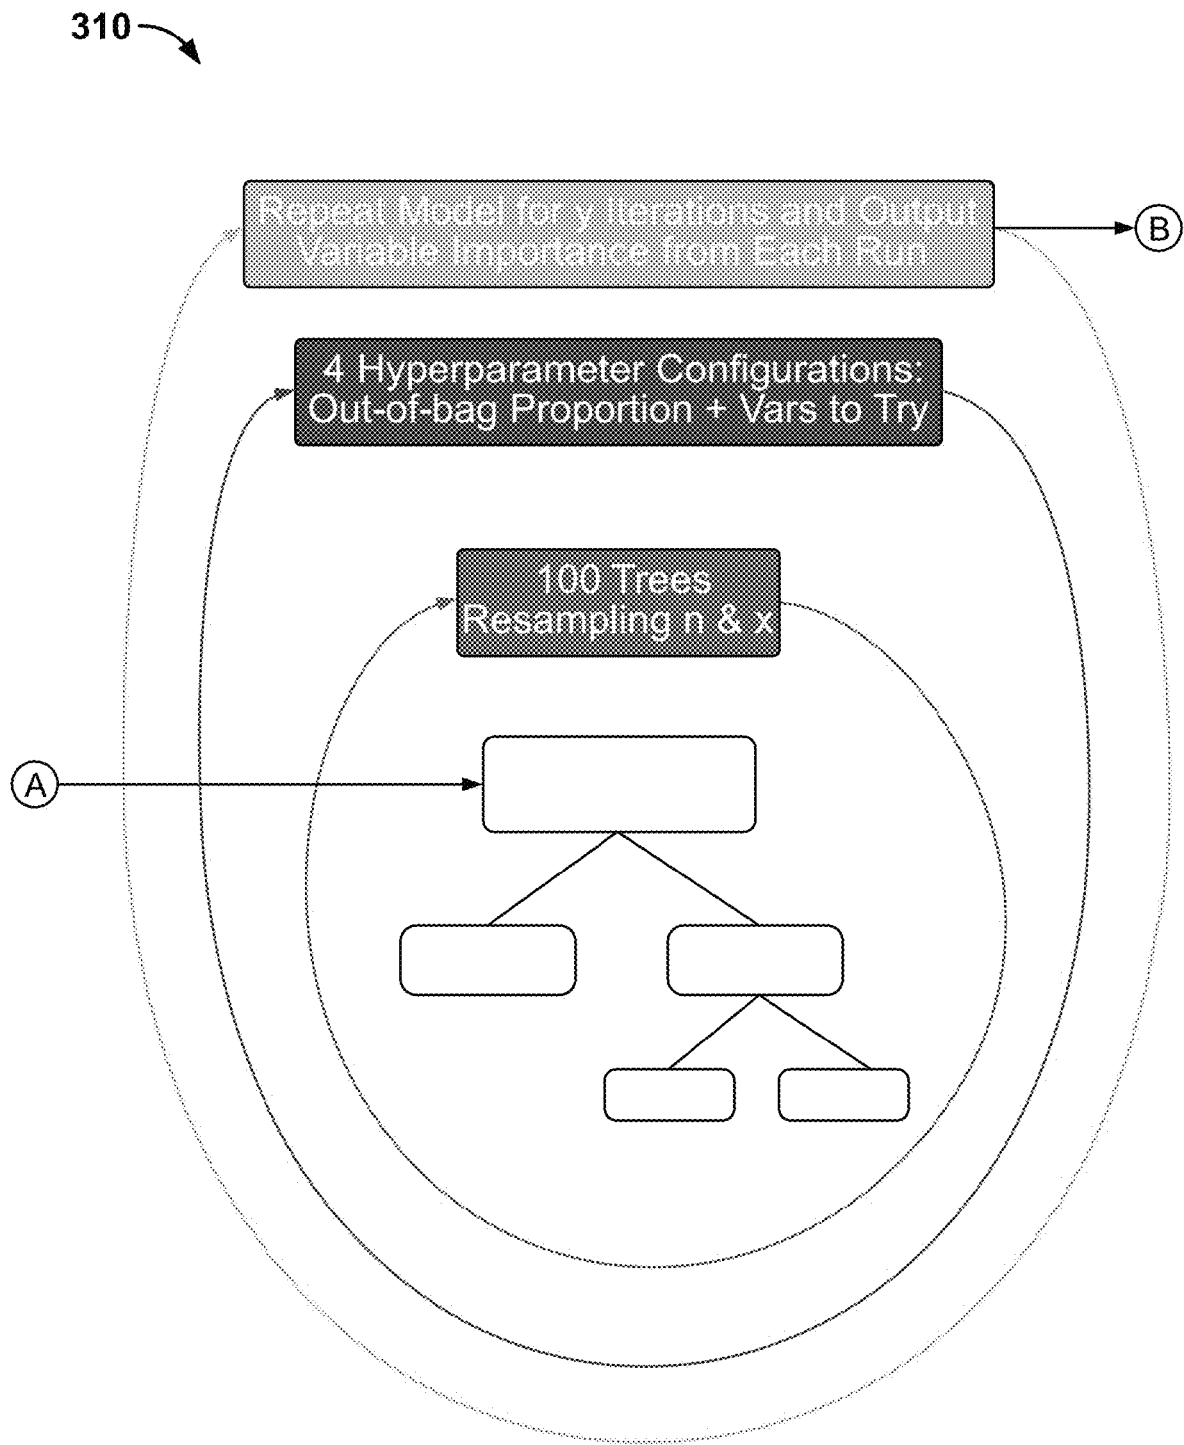 310
Repeat Model for y Iterations and Output
Variable Importance from Each Run
B
4 Hyperparameter Configurations:
Out-of-bag Proportion + Vars to Try
100 Trees
Resampling n & x
A